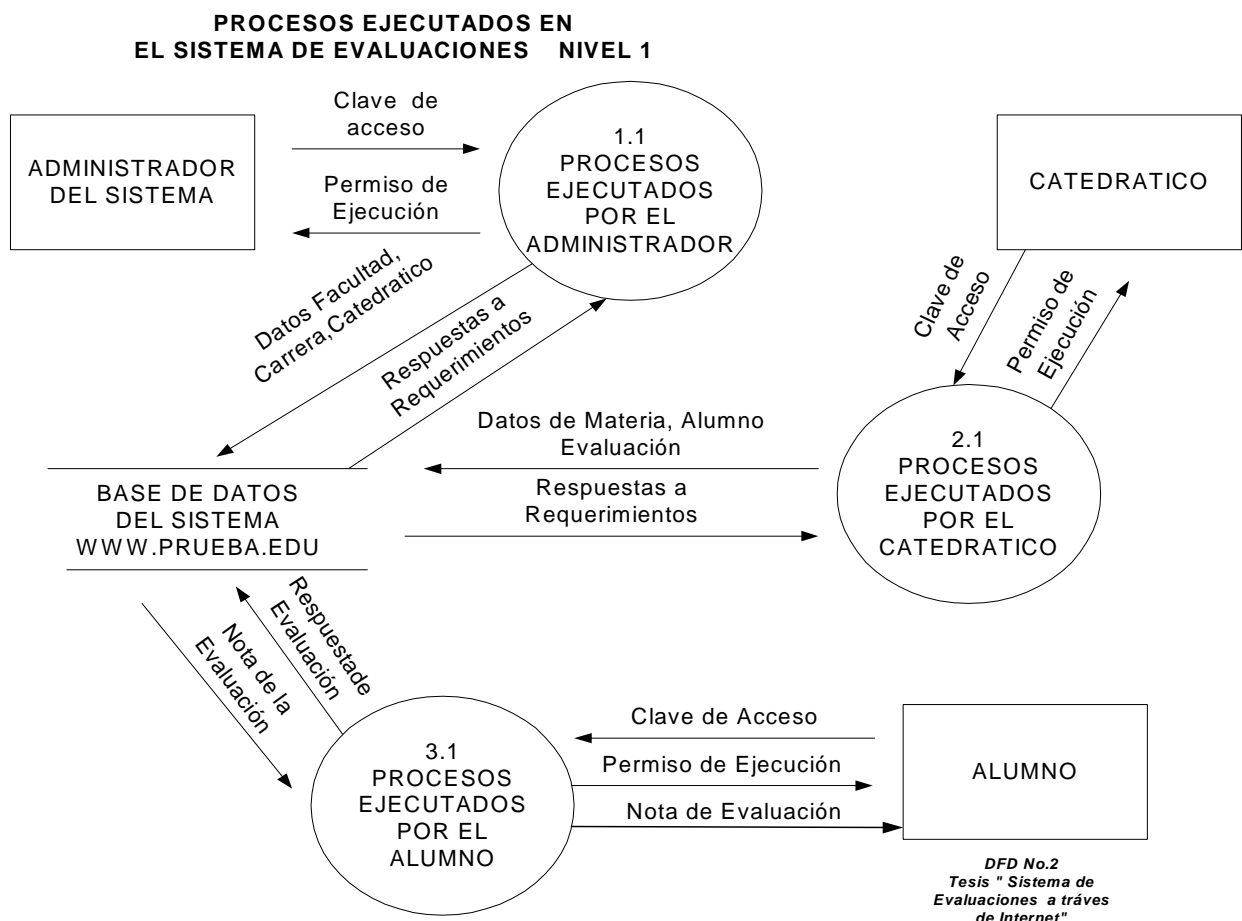 PROCESOS EJECUTADOS EN
EL SISTEMA DE EVALUACIONES NIVEL 1
ADMINISTRADOR
DEL SISTEMA
Clave de
acceso
Permiso de
Ejecución
1.1
PROCESOS
EJECUTADOS
POR EL
ADMINISTRADOR
CATEDRATICO
Datos Facultad,
Carrera,Catedratico
Respuestas a
Requerimientos
Clave de
Acceso
Permiso de
Ejecución
Datos de Materia, Alumno
Evaluación
Respuestas a
Requerimientos
2.1
PROCESOS
EJECUTADOS
POR EL
CATEDRATICO
BASE DE DATOS
DEL SISTEMA
WWW.PRUEBA.EDU
Nota de la
Evaluación
Respuestade
Evaluación
3.1
PROCESOS
EJECUTADOS
POR EL
ALUMNO
Clave de Acceso
Permiso de Ejecución
Nota de Evaluación
ALUMNO
DFD No.2
Tesis " Sistema de
Evaluaciones a tráves
de Internet"